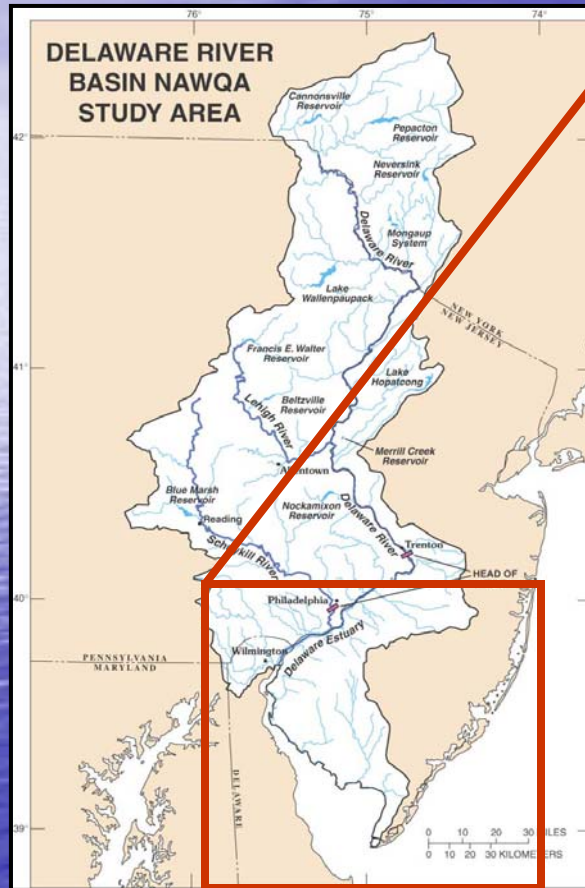 76°
75°
74°
DELAWARE RIVER
BASIN NAWQA
STUDY AREA
Cannonsville
Reservoir
42°
Pepacton
Reservoir
Neversink
Reservoir
Delaware River
Mongaup
System
Lake
Wallenpaupack
NEW YORK
NEW JERSEY
41°
Francis E. Walter
Reservoir
Lake
Hopatcong
Beltzville
Reservoir
Lehigh River
Merrill Creek
Reservoir
Allentown
Blue Marsh
Reservoir
Nockamixon
Reservoir
Delaware River
Reading
Trenton
Schuylkill River
HEAD OF
40°
Philadelphia
Delaware Estuary
Wilmington
PENNSYLVANIA
MARYLAND
DELAWARE
39°
0 10 20 30 MILES
0 10 20 30 KILOMETERS